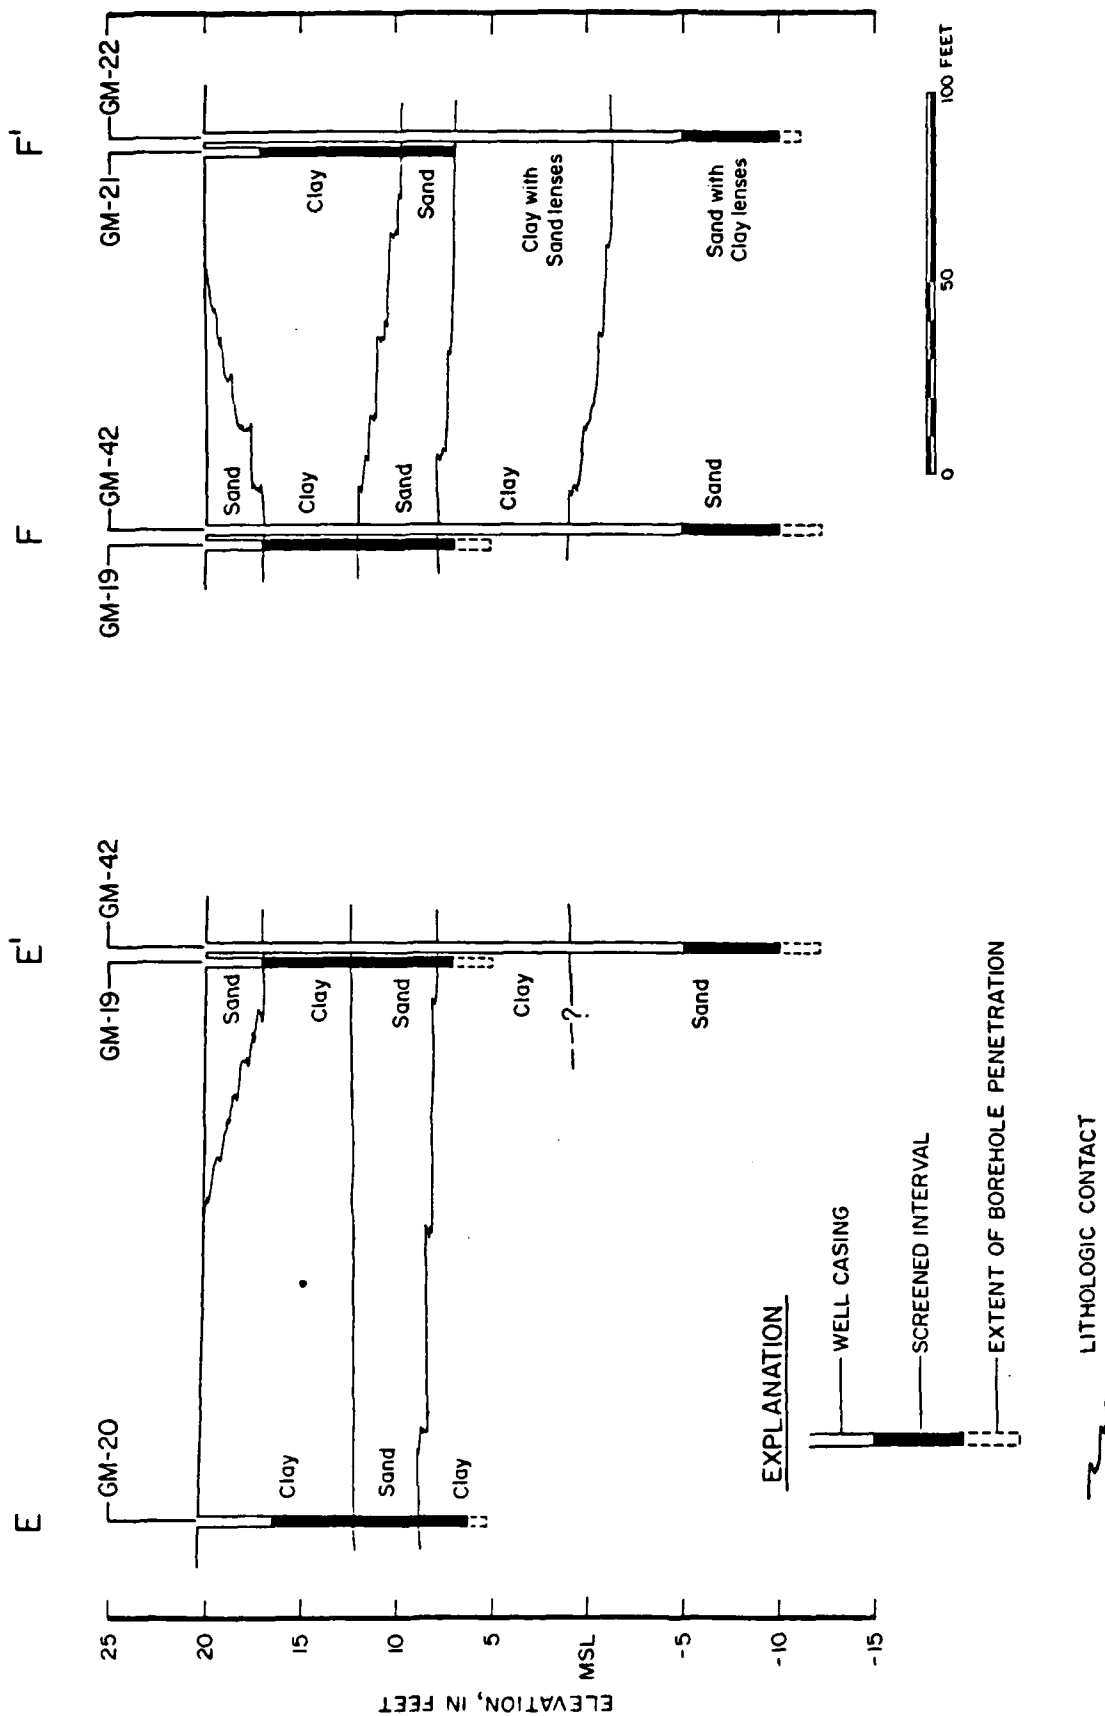 E
E'
F
F'
GM-20
GM-19
GM-42
GM-19
GM-42
GM-21
GM-22
25
20
15
10
5
MSL
-5
-10
-15
ELEVATION, IN FEET
Clay
Sand
Clay
Sand
Clay
Sand
Clay
?
Sand
Sand
Clay
Sand
Clay
Sand
Clay
Sand
Clay with
Sand lenses
Sand with
Clay lenses
EXPLANATION
WELL CASING
SCREENED INTERVAL
EXTENT OF BOREHOLE PENETRATION
LITHOLOGIC CONTACT
0
50
100 FEET